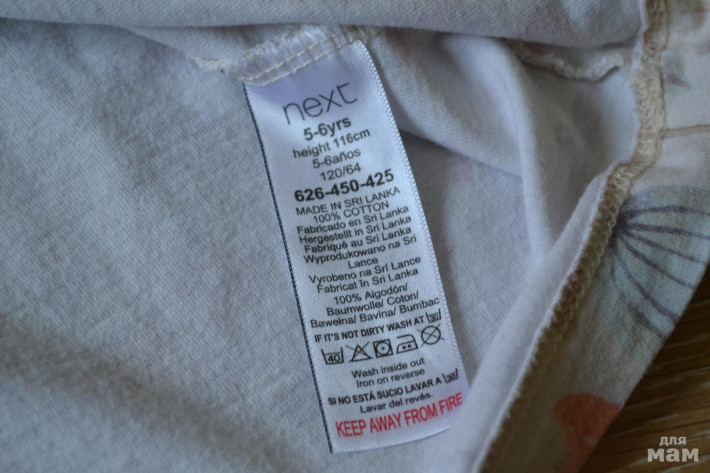 next
5-6yrs
height 116cm
5-6años
120/64
626-450-425
MADE IN SRI LANKA
100% COTTON
Fabricado en Sri Lanka
Hergestellt in Sri Lanka
Fabriqué au Sri Lanka
Wyprodukowano na Sri
Lance
Vyrobeno na Srí Lance
Fabricat în Sri Lanka
100% Algodón/
Baumwolle/ Coton/
Bawełna/ Bavlna/ Bumbac
IF IT'S NOT DIRTY WASH AT 30
40
Wash inside out
Iron on reverse
SI NO ESTÁ SUCIO LAVAR A 30
Lavar del revés.
KEEP AWAY FROM FIRE
для
мам